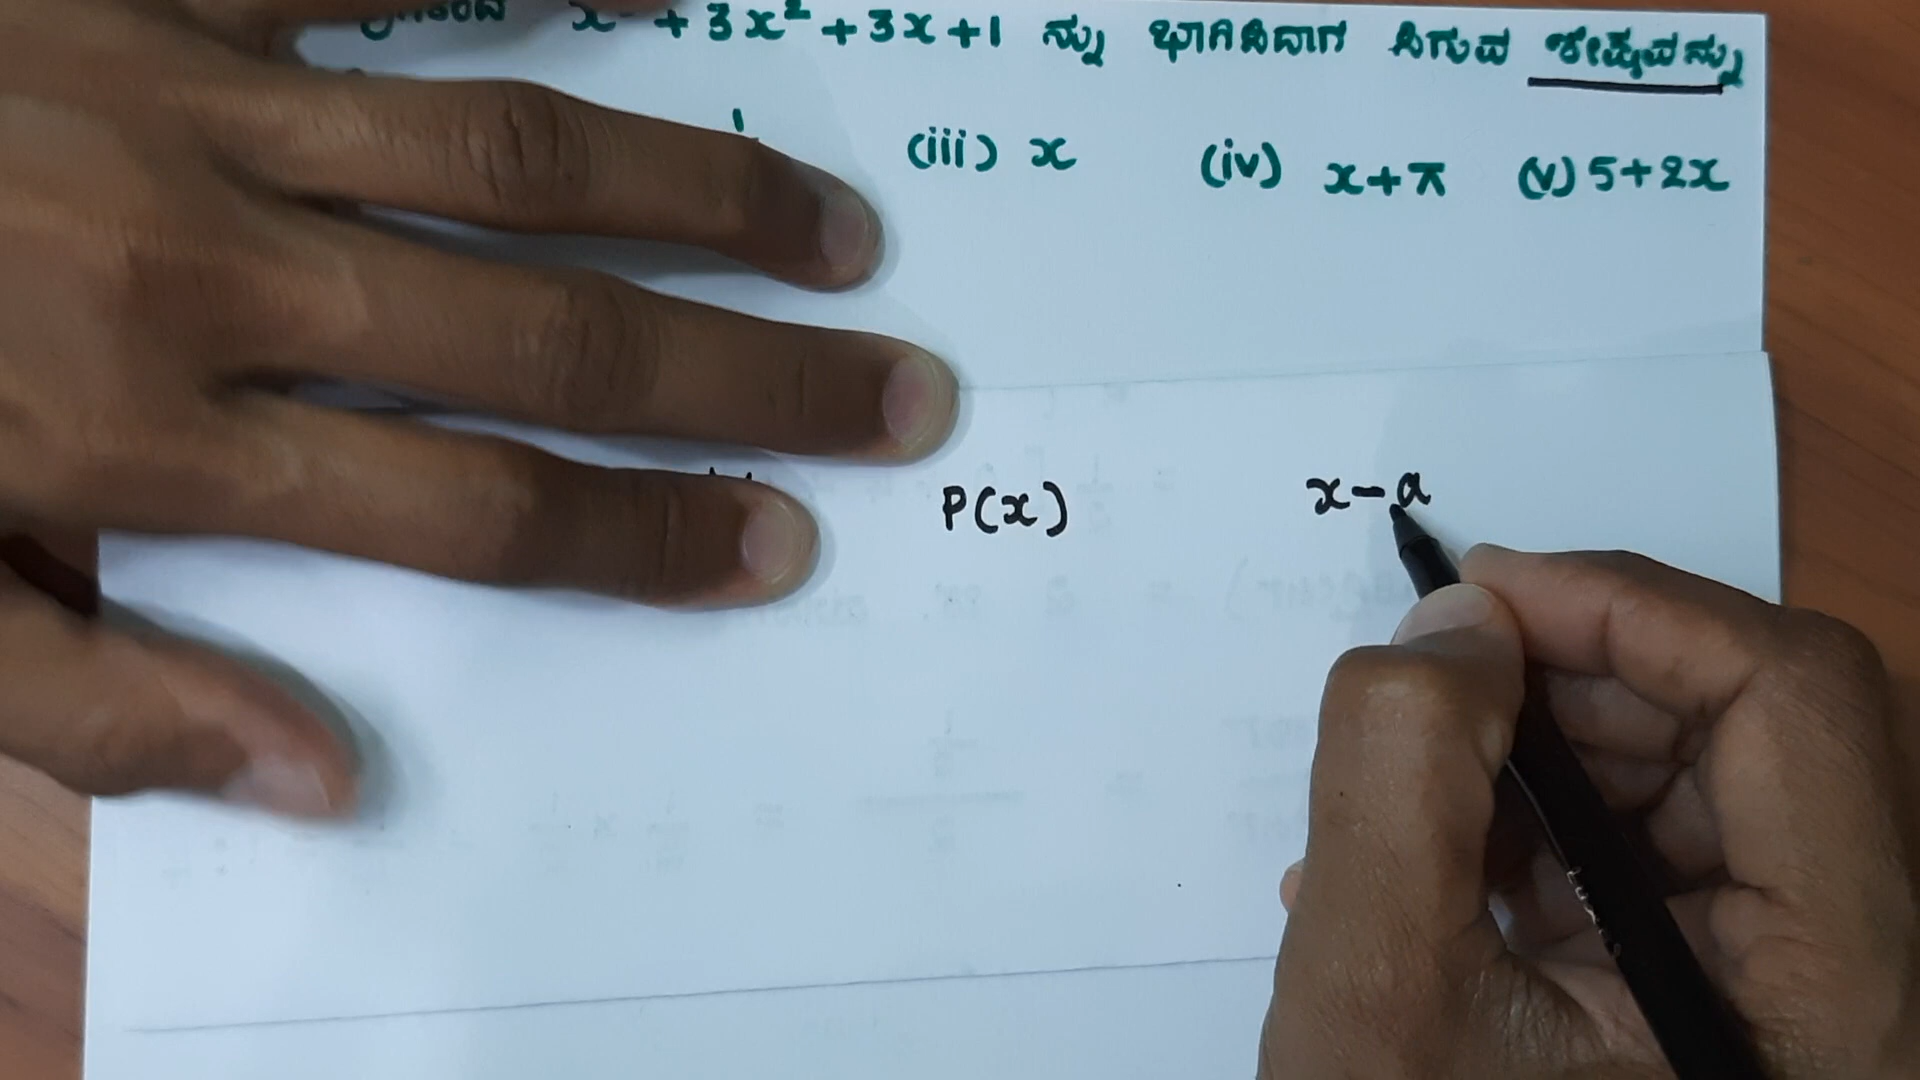 x + 3x² + 3x + 1 ನ್ನು ಭಾಗಿಸಿದಾಗ ಸಿಗುವ ಶೇಷವನ್ನು
(iii) x (iv) x + π (v) 5 + 2x
P(x) x - a